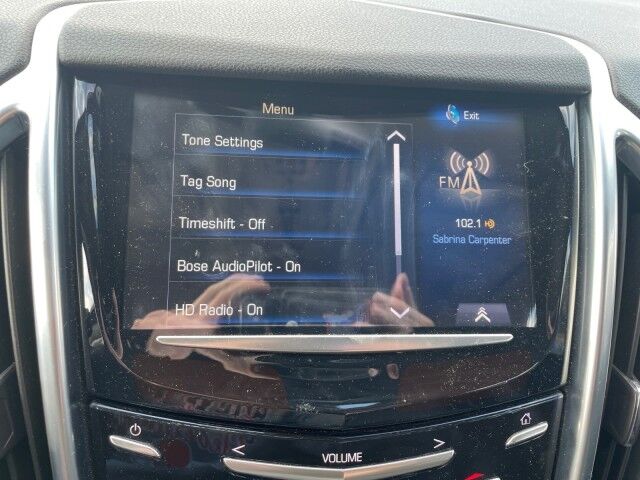 Menu
Exit
Tone Settings
Tag Song
Timeshift - Off
FM
102.1 HD
Sabrina Carpenter
Bose AudioPilot - On
HD Radio - On
< VOLUME >